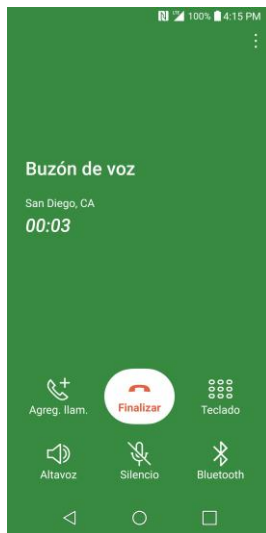 100% 4:15 PM
Buzón de voz
San Diego, CA
00:03
Agreg. llam.
Finalizar
Teclado
Altavoz
Silencio
Bluetooth